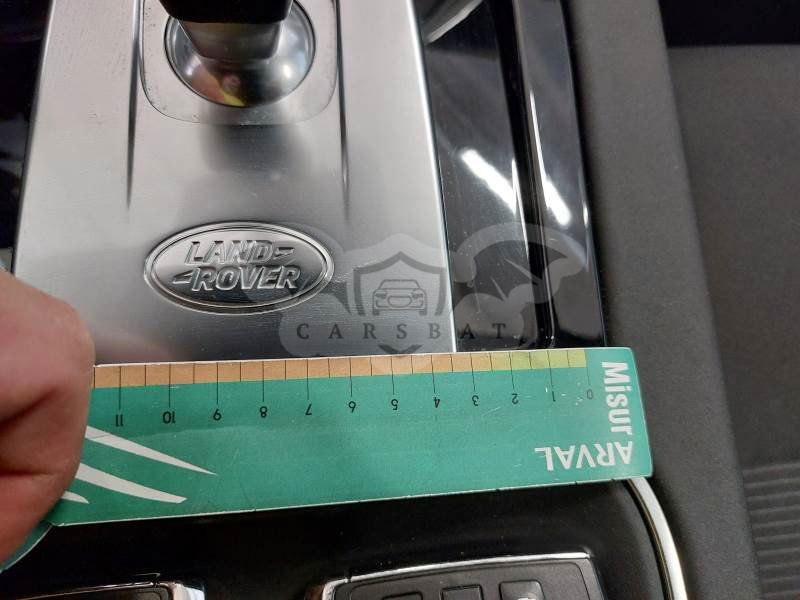 LAND
ROVER
CARSBAT
11 10 9 8 7 6 5 4 3 2 1 0
Misur
ARVAL